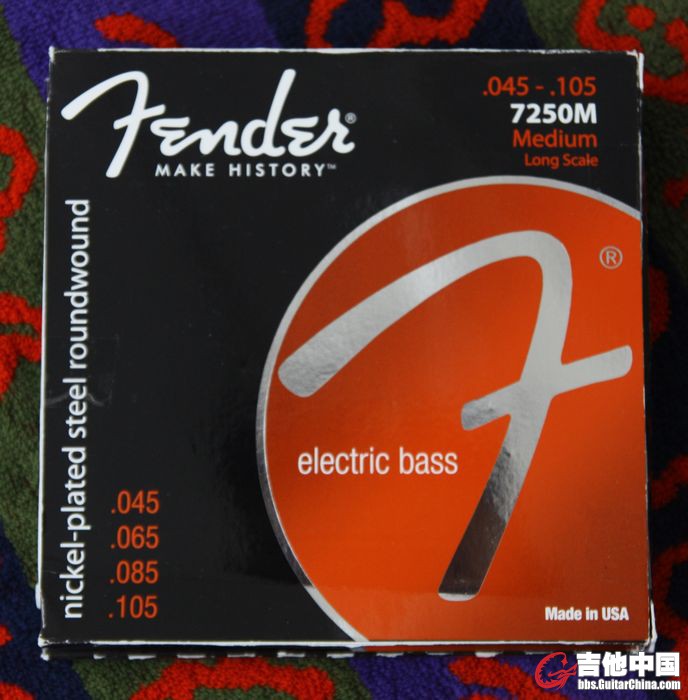 Fender®
MAKE HISTORY™
.045 - .105
7250M
Medium
Long Scale
nickel-plated steel roundwound
®
electric bass
.045
.065
.085
.105
Made in USA
吉他中国
bbs.GuitarChina.com